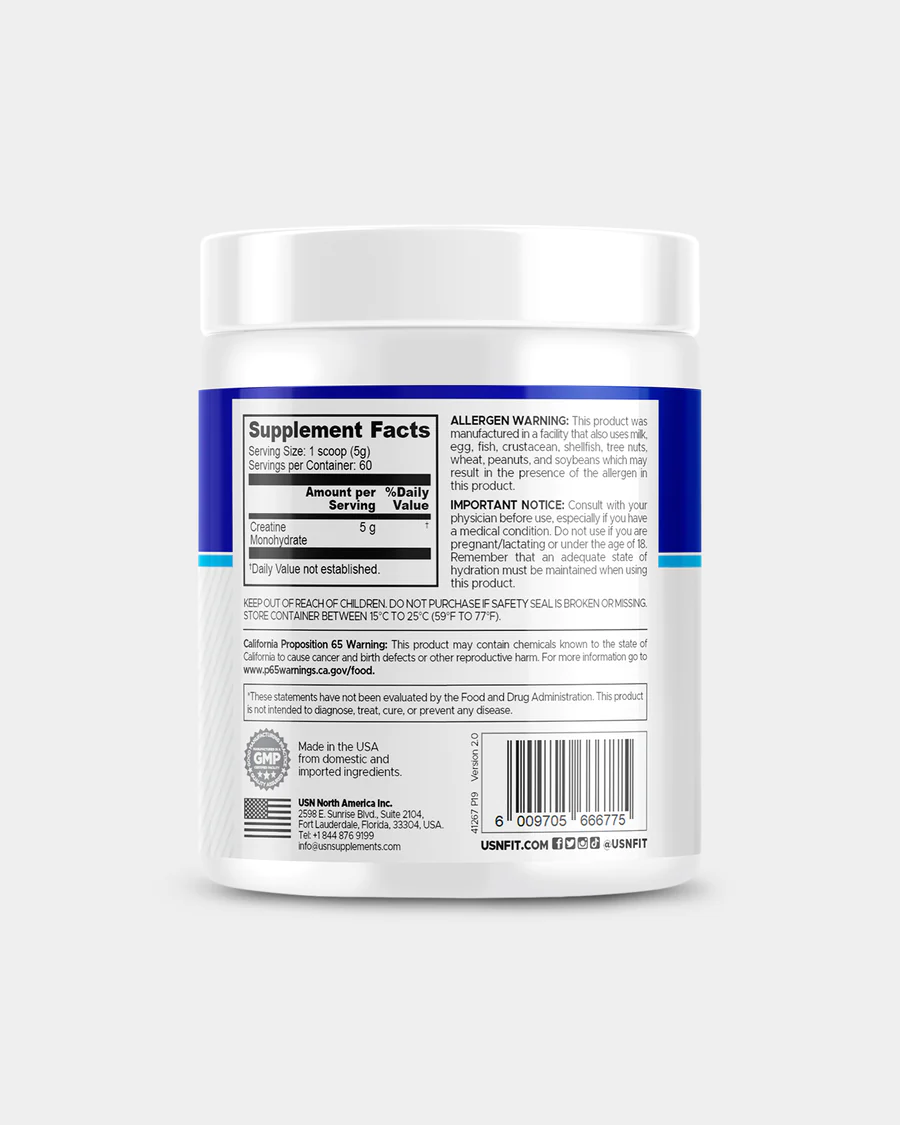 Supplement Facts
Serving Size: 1 scoop (5g)
Servings per Container: 60
Amount per Serving %Daily Value
Creatine Monohydrate 5 g †
†Daily Value not established.
ALLERGEN WARNING: This product was
manufactured in a facility that also uses milk,
egg, fish, crustacean, shellfish, tree nuts,
wheat, peanuts, and soybeans which may
result in the presence of the allergen in
this product.
IMPORTANT NOTICE: Consult with your
physician before use, especially if you have
a medical condition. Do not use if you are
pregnant/lactating or under the age of 18.
Remember that an adequate state of
hydration must be maintained when using
this product.
KEEP OUT OF REACH OF CHILDREN. DO NOT PURCHASE IF SAFETY SEAL IS BROKEN OR MISSING.
STORE CONTAINER BETWEEN 15°C TO 25°C (59°F TO 77°F).
California Proposition 65 Warning: This product may contain chemicals known to the state of
California to cause cancer and birth defects or other reproductive harm. For more information go to
www.p65warnings.ca.gov/food.
*These statements have not been evaluated by the Food and Drug Administration. This product
is not intended to diagnose, treat, cure, or prevent any disease.
GMP
Made in the USA
from domestic and
imported ingredients.
USN North America Inc.
2598 E. Sunrise Blvd., Suite 2104,
Fort Lauderdale, Florida, 33304, USA.
Tel: +1 844 876 9199
info@usnsupplements.com
41267 P19 Version 2.0
6 009705 666775
USNFIT.COM @USNFIT